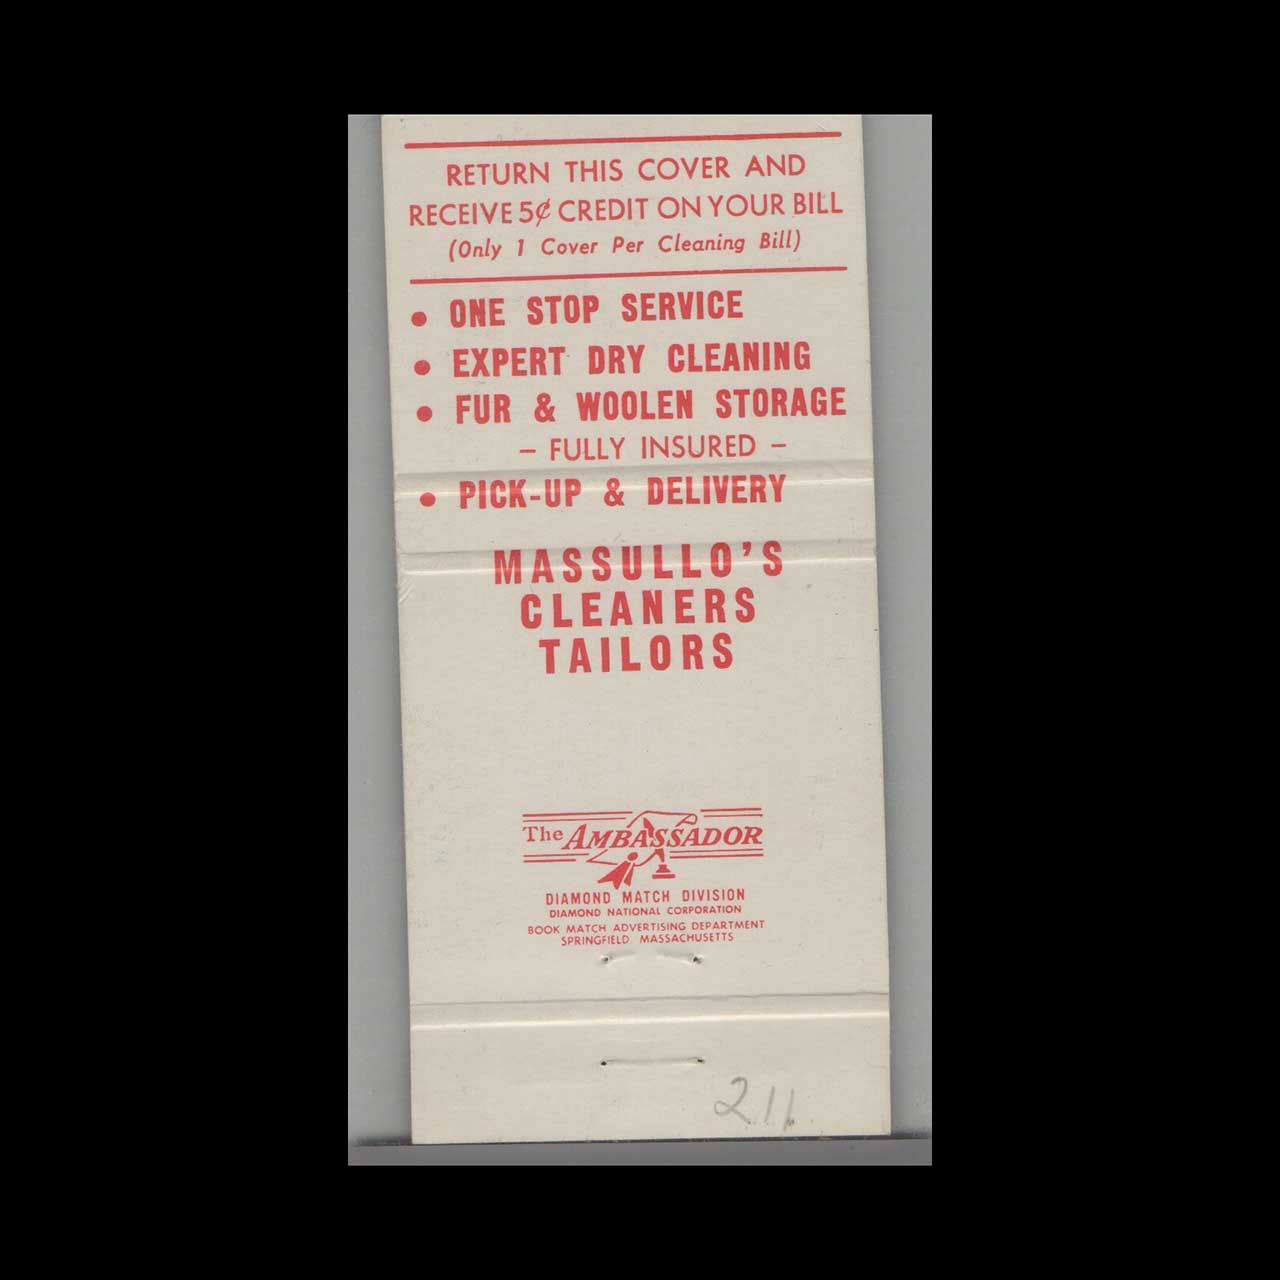 RETURN THIS COVER AND
RECEIVE 5¢ CREDIT ON YOUR BILL
(Only 1 Cover Per Cleaning Bill)
• ONE STOP SERVICE
• EXPERT DRY CLEANING
• FUR & WOOLEN STORAGE
– FULLY INSURED –
• PICK-UP & DELIVERY
MASSULLO'S
CLEANERS
TAILORS
The AMBASSADOR
DIAMOND MATCH DIVISION
DIAMOND NATIONAL CORPORATION
BOOK MATCH ADVERTISING DEPARTMENT
SPRINGFIELD MASSACHUSETTS
211